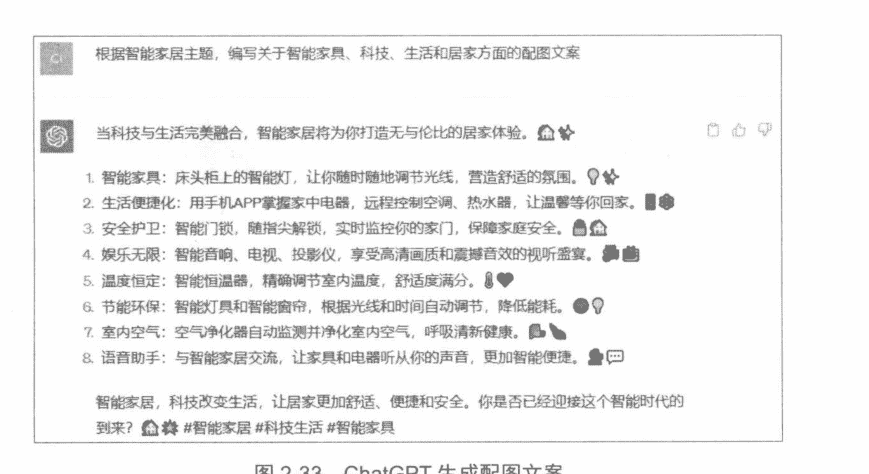 根据智能家居主题，编写关于智能家具、科技、生活和居家方面的配图文案
当科技与生活完美融合，智能家居将为你打造无与伦比的居家体验。
1. 智能家具：床头柜上的智能灯，让你随时随地调节光线，营造舒适的氛围。
2. 生活便捷化：用手机APP掌握家中电器，远程控制空调、热水器，让温馨等你回家。
3. 安全护卫：智能门锁，随指尖解锁，实时监控你的家门，保障家庭安全。
4. 娱乐无限：智能音响、电视、投影仪，享受高清画质和震撼音效的视听盛宴。
5. 温度恒定：智能恒温器，精确调节室内温度，舒适度满分。
6. 节能环保：智能灯具和智能窗帘，根据光线和时间自动调节，降低能耗。
7. 室内空气：空气净化器自动监测并净化室内空气，呼吸清新健康。
8. 语音助手：与智能家居交流，让家具和电器听从你的声音，更加智能便捷。
智能家居，科技改变生活，让居家更加舒适、便捷和安全。你是否已经迎接这个智能时代的
到来？ #智能家居 #科技生活 #智能家具
图 2-33 ChatGPT 生成配图文案